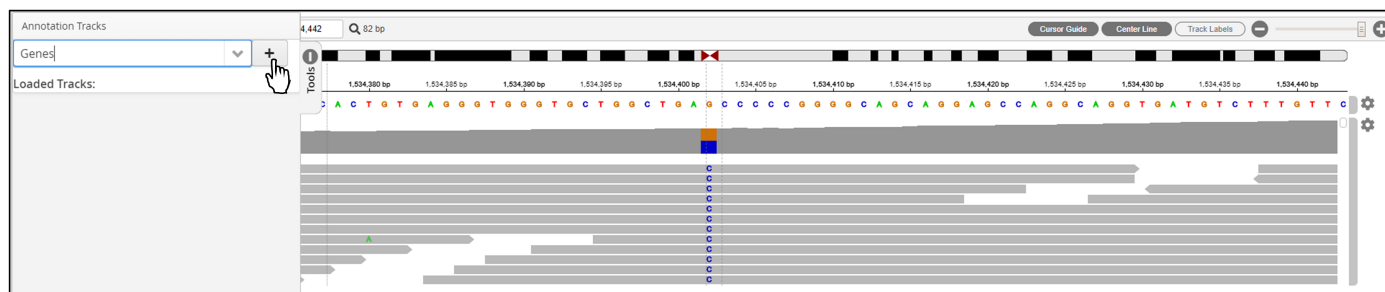 Annotation Tracks
Genes
+
Loaded Tracks:
4,442
82 bp
Cursor Guide
Center Line
Track Labels
Tools
1,534,380 bp
1,534,385 bp
1,534,390 bp
1,534,395 bp
1,534,400 bp
1,534,405 bp
1,534,410 bp
1,534,415 bp
1,534,420 bp
1,534,425 bp
1,534,430 bp
1,534,435 bp
1,534,440 bp
C A C T G T G A G G G T G G G T G C T G G C T G A G C C C C C G G G G C A G C A G G A G C C A G G C A G G T G A T G T C T T T G T T C
C
C
C
C
C
C
C
A C
C
C
C
C